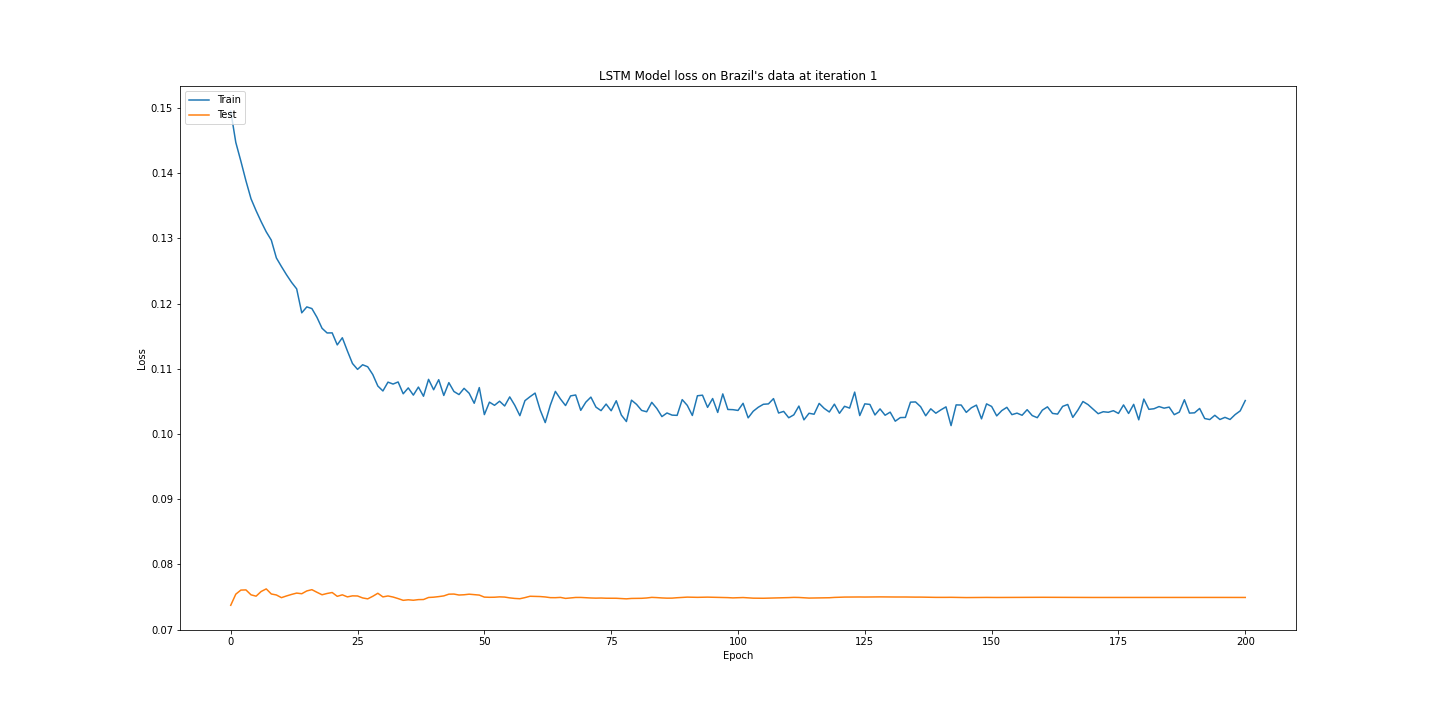 LSTM Model loss on Brazil's data at iteration 1
Train
Test
0.15
0.14
0.13
0.12
0.11
0.10
0.09
0.08
0.07
Loss
0 25 50 75 100 125 150 175 200
Epoch